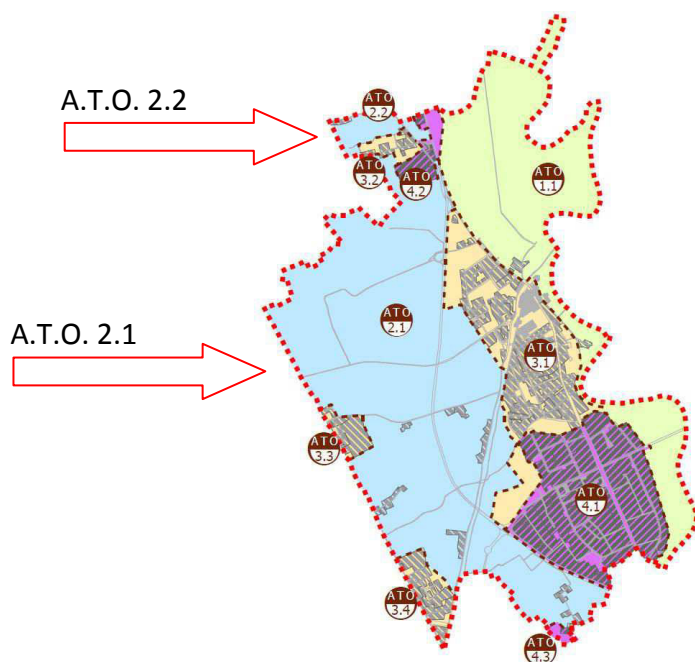 A.T.O. 2.2
ATO
2.2
ATO
3.2
ATO
4.2
ATO
1.1
A.T.O. 2.1
ATO
2.1
ATO
3.1
ATO
3.3
ATO
4.1
ATO
3.4
ATO
4.3